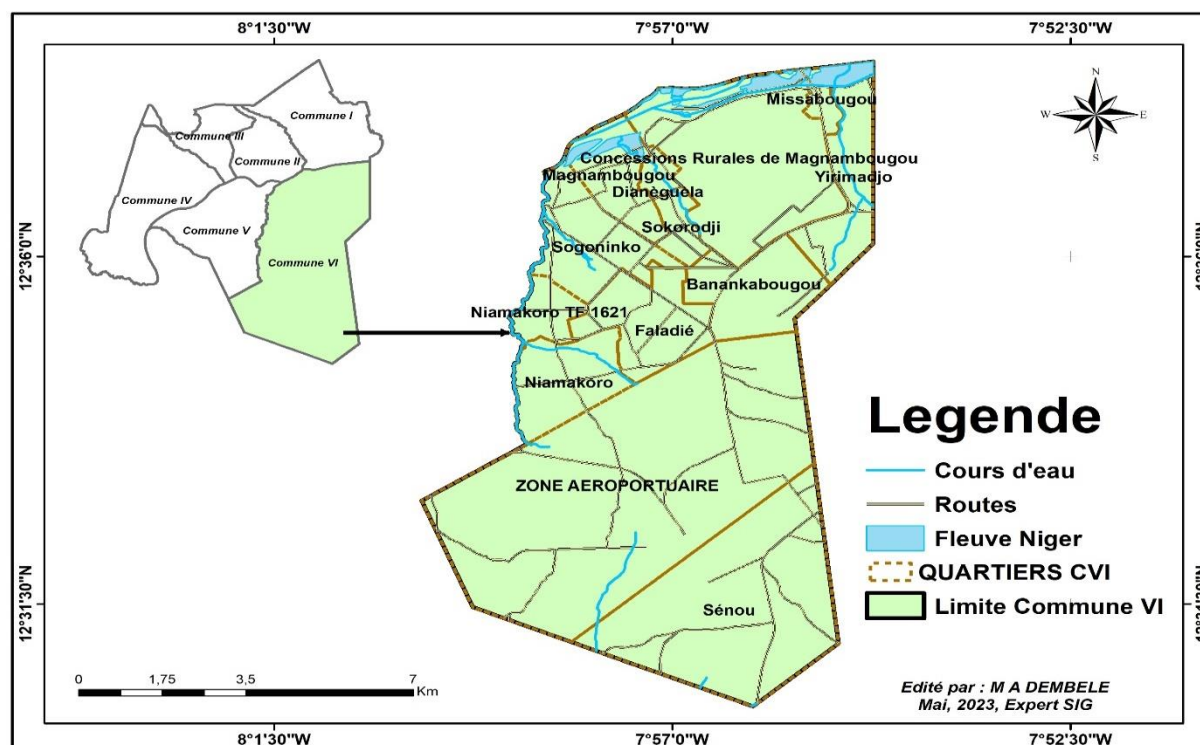 8°1'30"W
7°57'0"W
7°52'30"W
Commune I
Commune III
Commune II
Commune IV
Commune V
Commune VI
N
W
E
S
Missabougou
Concessions Rurales de Magnambougou
Magnambougou
Yirimadjo
Dianèguéla
Sokorodji
Sogoninko
12°36'0"N
Banankabougou
Niamakoro TF 1621
Faladié
Niamakoro
Legende
Cours d'eau
Routes
Fleuve Niger
QUARTIERS CVI
Limite Commune VI
ZONE AEROPORTUAIRE
12°31'30"N
Sénou
0 1,75 3,5 7
Km
Edité par : M A DEMBELE
Mai, 2023, Expert SIG
8°1'30"W
7°57'0"W
7°52'30"W